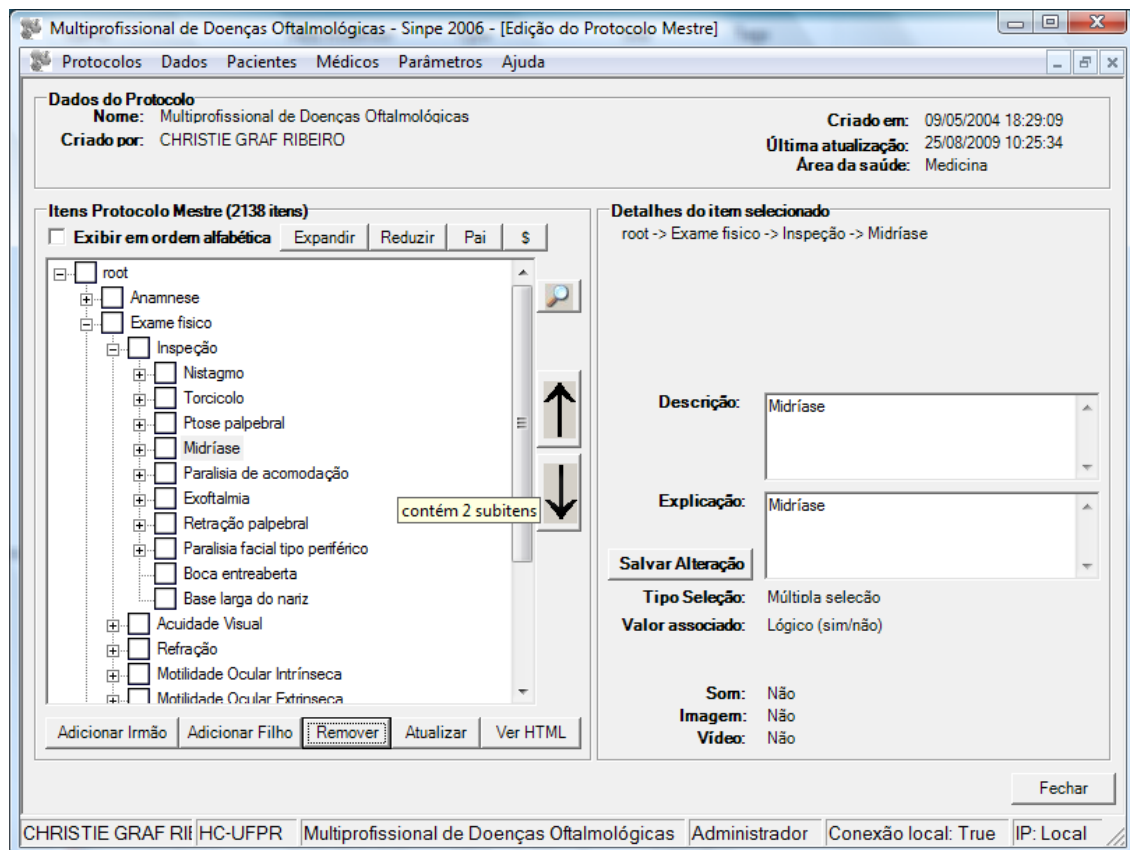 Multiprofissional de Doenças Oftalmológicas - Sinpe 2006 - [Edição do Protocolo Mestre]
Protocolos Dados Pacientes Médicos Parâmetros Ajuda
Dados do Protocolo
Nome: Multiprofissional de Doenças Oftalmológicas
Criado por: CHRISTIE GRAF RIBEIRO
Criado em: 09/05/2004 18:29:09
Última atualização: 25/08/2009 10:25:34
Área da saúde: Medicina
Itens Protocolo Mestre (2138 itens)
Exibir em ordem alfabética Expandir Reduzir Pai $
root
Anamnese
Exame fisico
Inspeção
Nistagmo
Torcicolo
Ptose palpebral
Midríase
Paralisia de acomodação
Exoftalmia
contém 2 subitens
Retração palpebral
Paralisia facial tipo periférico
Boca entreaberta
Base larga do nariz
Acuidade Visual
Refração
Motilidade Ocular Intrínseca
Motilidade Ocular Extrinseca
Adicionar Irmão Adicionar Filho Remover Atualizar Ver HTML
Detalhes do item selecionado
root -> Exame fisico -> Inspeção -> Midríase
Descrição: Midríase
Explicação: Midríase
Salvar Alteração
Tipo Seleção: Múltipla selecão
Valor associado: Lógico (sim/não)
Som: Não
Imagem: Não
Vídeo: Não
Fechar
CHRISTIE GRAF RIE HC-UFPR Multiprofissional de Doenças Oftalmológicas Administrador Conexão local: True IP: Local